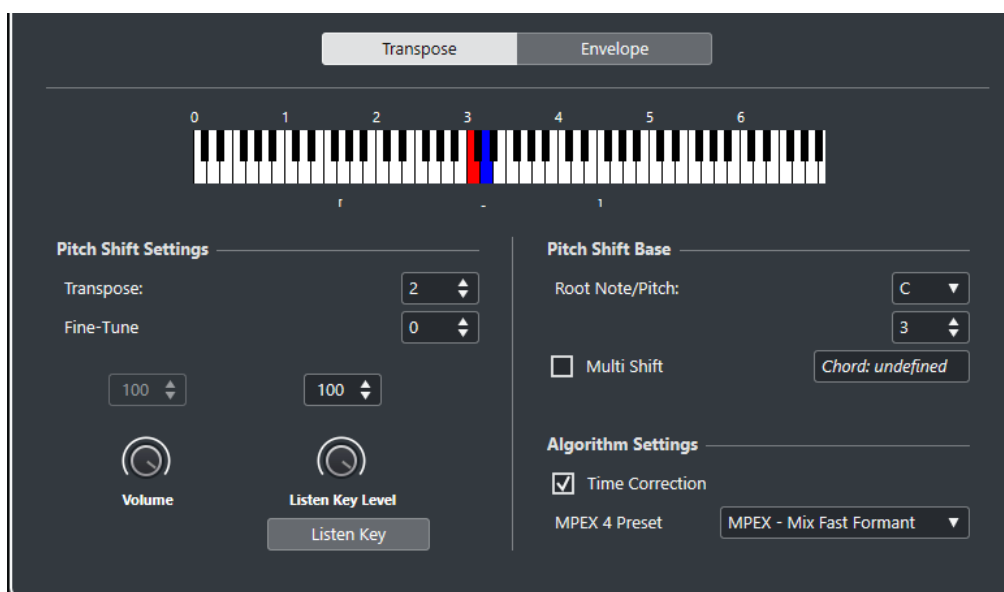 Transpose Envelope
0 1 2 3 4 5 6
Pitch Shift Settings
Transpose: 2
Fine-Tune 0
100 100
Volume Listen Key Level
Listen Key
Pitch Shift Base
Root Note/Pitch: C
3
Multi Shift Chord: undefined
Algorithm Settings
Time Correction
MPEX 4 Preset MPEX - Mix Fast Formant